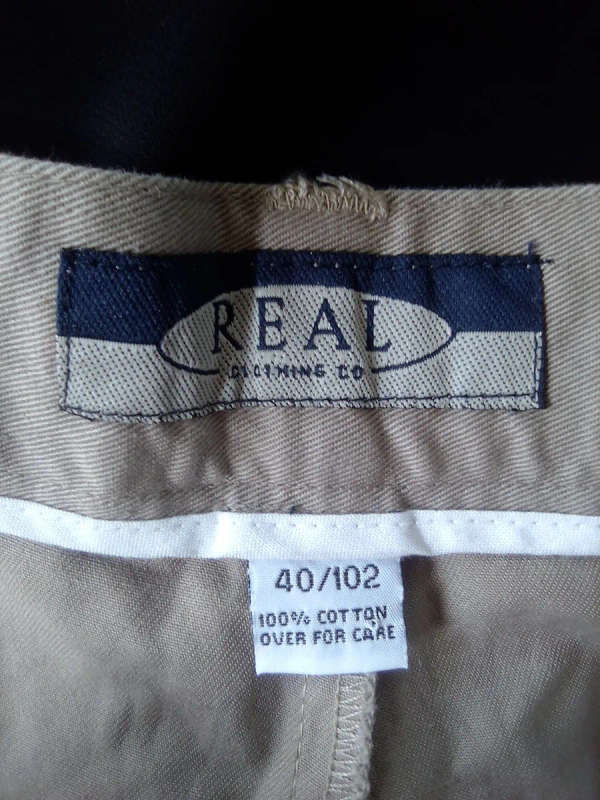 REAL
CLOTHING CO
40/102
100% COTTON
OVER FOR CARE